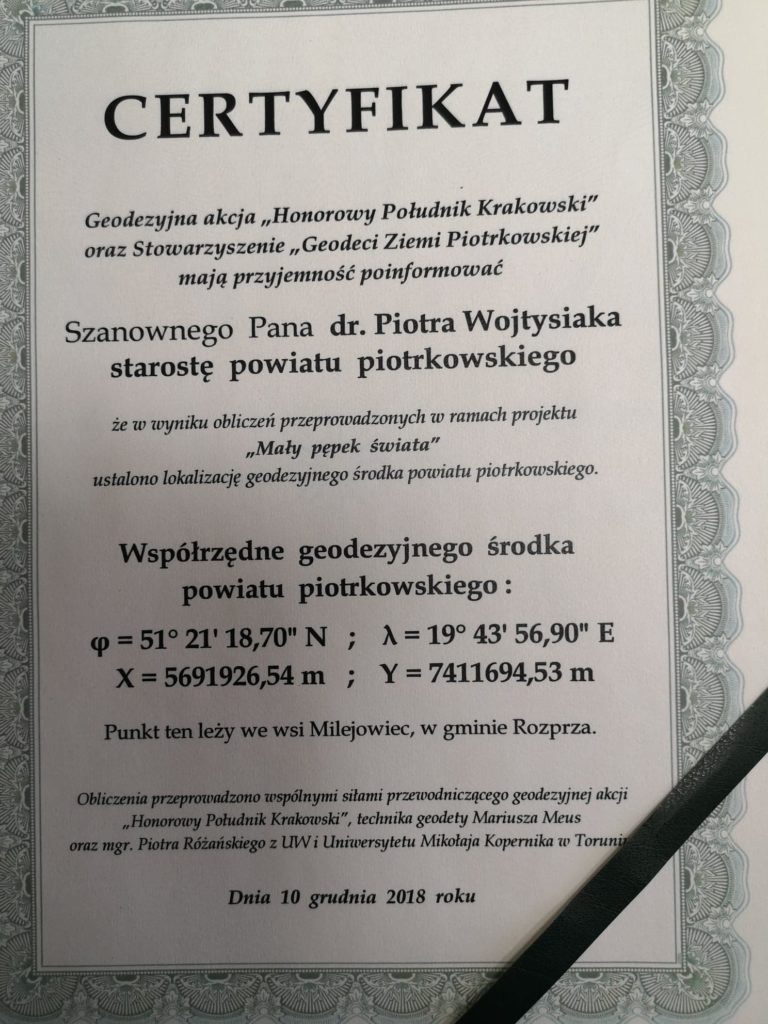 CERTYFIKAT
Geodezyjna akcja „Honorowy Południk Krakowski”
oraz Stowarzyszenie „Geodeci Ziemi Piotrkowskiej”
mają przyjemność poinformować
Szanownego Pana dr. Piotra Wojtysiaka
starostę powiatu piotrkowskiego
że w wyniku obliczeń przeprowadzonych w ramach projektu
„Mały pępek świata”
ustalono lokalizację geodezyjnego środka powiatu piotrkowskiego.
Współrzędne geodezyjnego środka
powiatu piotrkowskiego :
φ = 51° 21' 18,70" N ; λ = 19° 43' 56,90" E
X = 5691926,54 m ; Y = 7411694,53 m
Punkt ten leży we wsi Milejowiec, w gminie Rozprza.
Obliczenia przeprowadzono wspólnymi siłami przewodniczącego geodezyjnej akcji
„Honorowy Południk Krakowski”, technika geodety Mariusza Meus
oraz mgr. Piotra Różańskiego z UW i Uniwersytetu Mikołaja Kopernika w
Dnia 10 grudnia 2018 roku